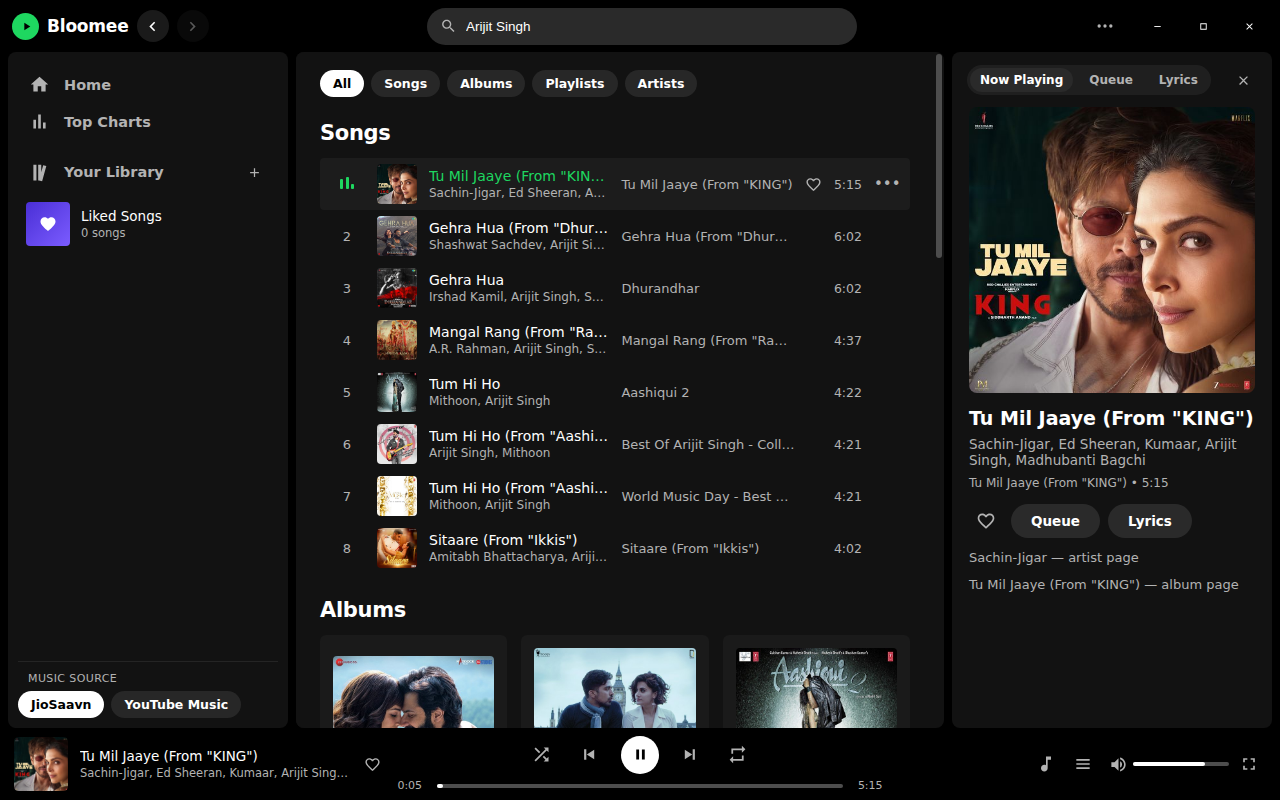 Bloomee
Arijit Singh
Home
Top Charts
Your Library
Liked Songs
0 songs
MUSIC SOURCE
JioSaavn
YouTube Music
All
Songs
Albums
Playlists
Artists
Songs
Tu Mil Jaaye (From "KIN...
Sachin-Jigar, Ed Sheeran, A...
Tu Mil Jaaye (From "KING")
5:15
2
Gehra Hua (From "Dhur...
Shashwat Sachdev, Arijit Si...
Gehra Hua (From "Dhur...
6:02
3
Gehra Hua
Irshad Kamil, Arijit Singh, S...
Dhurandhar
6:02
4
Mangal Rang (From "Ra...
A.R. Rahman, Arijit Singh, S...
Mangal Rang (From "Ra...
4:37
5
Tum Hi Ho
Mithoon, Arijit Singh
Aashiqui 2
4:22
6
Tum Hi Ho (From "Aashi...
Arijit Singh, Mithoon
Best Of Arijit Singh - Coll...
4:21
7
Tum Hi Ho (From "Aashi...
Mithoon, Arijit Singh
World Music Day - Best ...
4:21
8
Sitaare (From "Ikkis")
Amitabh Bhattacharya, Ariji...
Sitaare (From "Ikkis")
4:02
Albums
Aashiqui 2
Now Playing
Queue
Lyrics
TU MIL
JAAYE
RED CHILLIES ENTERTAINMENT
KING
A SIDDHARTH ANAND
Tu Mil Jaaye (From "KING")
Sachin-Jigar, Ed Sheeran, Kumaar, Arijit
Singh, Madhubanti Bagchi
Tu Mil Jaaye (From "KING") • 5:15
Queue
Lyrics
Sachin-Jigar — artist page
Tu Mil Jaaye (From "KING") — album page
Tu Mil Jaaye (From "KING")
Sachin-Jigar, Ed Sheeran, Kumaar, Arijit Sing...
0:05
5:15